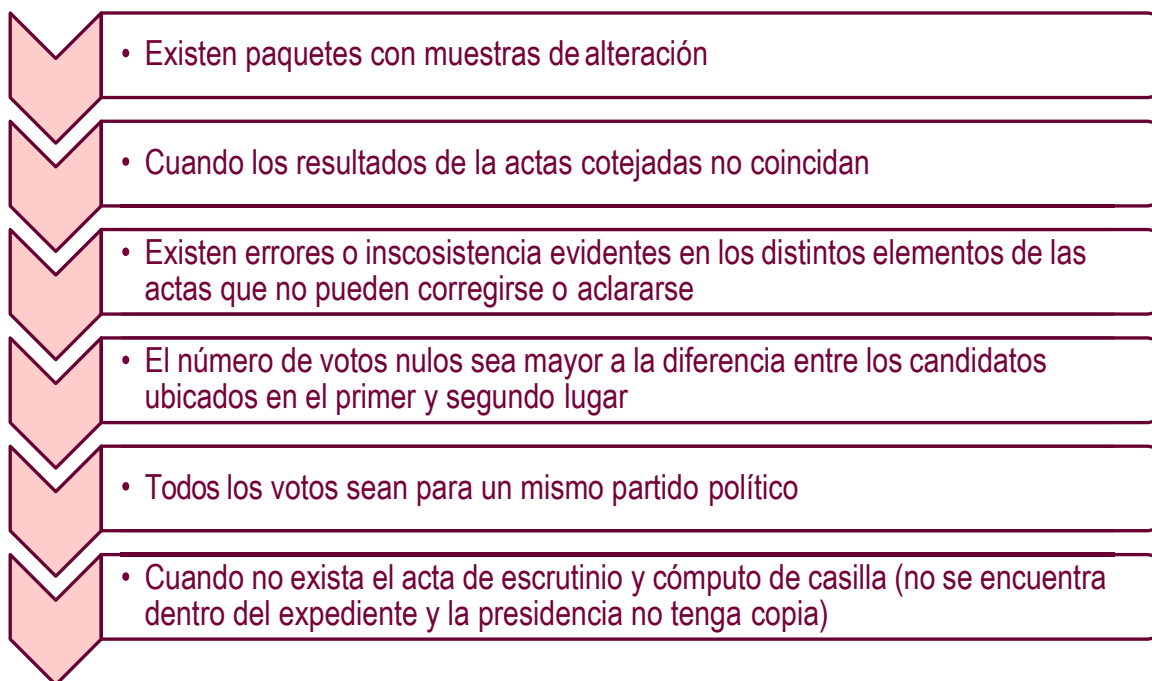 • Existen paquetes con muestras de alteración
• Cuando los resultados de la actas cotejadas no coincidan
• Existen errores o inscosistencia evidentes en los distintos elementos de las
actas que no pueden corregirse o aclararse
• El número de votos nulos sea mayor a la diferencia entre los candidatos
ubicados en el primer y segundo lugar
• Todos los votos sean para un mismo partido político
• Cuando no exista el acta de escrutinio y cómputo de casilla (no se encuentra
dentro del expediente y la presidencia no tenga copia)